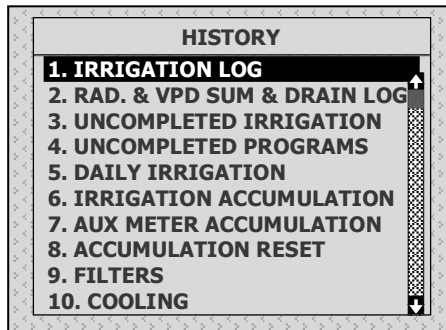 HISTORY
1. IRRIGATION LOG
2. RAD. & VPD SUM & DRAIN LOG
3. UNCOMPLETED IRRIGATION
4. UNCOMPLETED PROGRAMS
5. DAILY IRRIGATION
6. IRRIGATION ACCUMULATION
7. AUX METER ACCUMULATION
8. ACCUMULATION RESET
9. FILTERS
10. COOLING